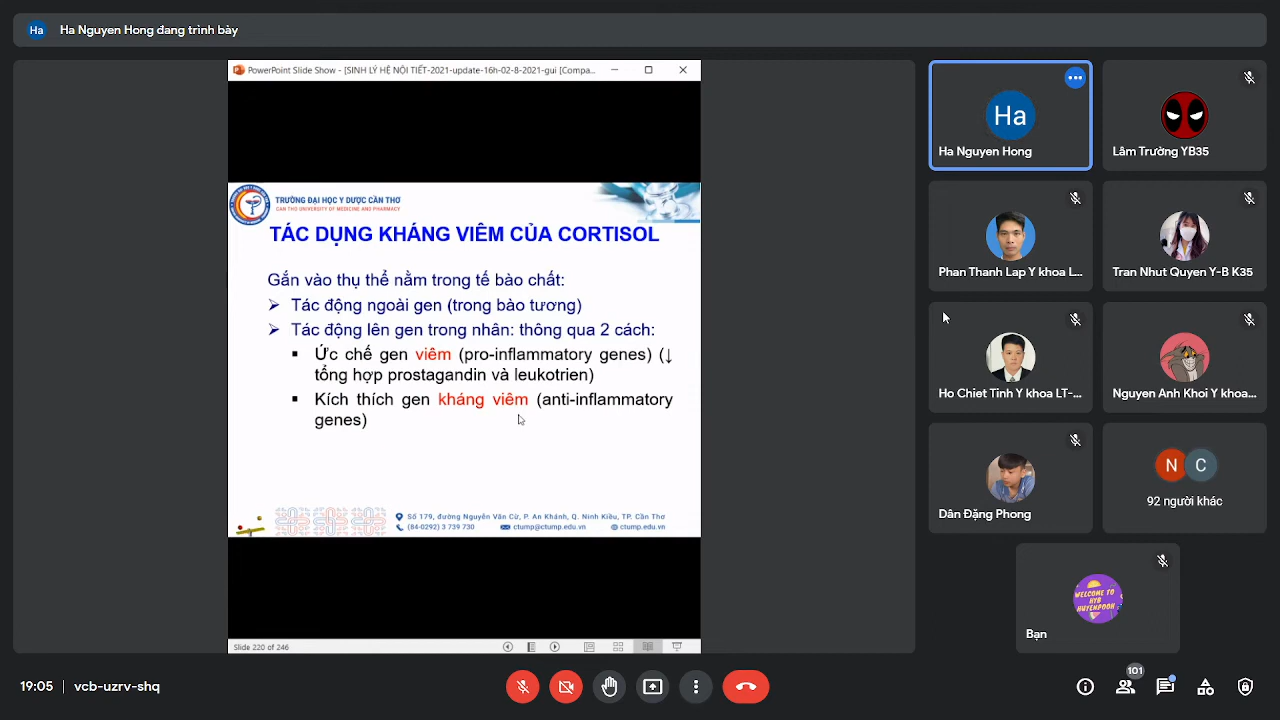 Ha
Ha Nguyen Hong đang trình bày
PowerPoint Slide Show - [SINH LÝ HỆ NỘI TIẾT-2021-update-16h-02-8-2021-gui [Compa...
TRƯỜNG ĐẠI HỌC Y DƯỢC CẦN THƠ
CAN THO UNIVERSITY OF MEDICINE AND PHARMACY
TÁC DỤNG KHÁNG VIÊM CỦA CORTISOL
Gắn vào thụ thể nằm trong tế bào chất:
➢ Tác động ngoài gen (trong bào tương)
➢ Tác động lên gen trong nhân: thông qua 2 cách:
▪ Ức chế gen viêm (pro-inflammatory genes) (↓
tổng hợp prostagandin và leukotrien)
▪ Kích thích gen kháng viêm (anti-inflammatory
genes)
Số 179, đường Nguyễn Văn Cừ, P. An Khánh, Q. Ninh Kiều, TP. Cần Thơ
(84-0292) 3 739 730 ctump@ctump.edu.vn ctump.edu.vn
Slide 220 of 246
Ha
Ha Nguyen Hong
Lâm Trường YB35
Phan Thanh Lap Y khoa L...
Tran Nhut Quyen Y-B K35
Ho Chiet Tinh Y khoa LT-...
Nguyen Anh Khoi Y khoa...
Dân Đặng Phong
N C
92 người khác
WELCOME TO
BYB
HUYENPOOH
Bạn
19:05 | vcb-uzrv-shq
101